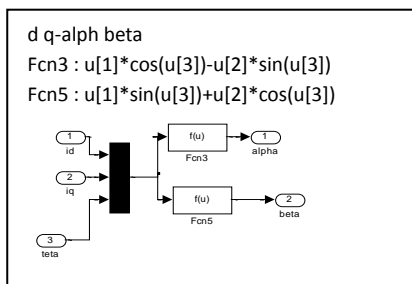 d q-alph beta
Fcn3 : u[1]*cos(u[3])-u[2]*sin(u[3])
Fcn5 : u[1]*sin(u[3])+u[2]*cos(u[3])
1
id
2
iq
3
teta
f(u)
Fcn3
1
alpha
f(u)
Fcn5
2
beta